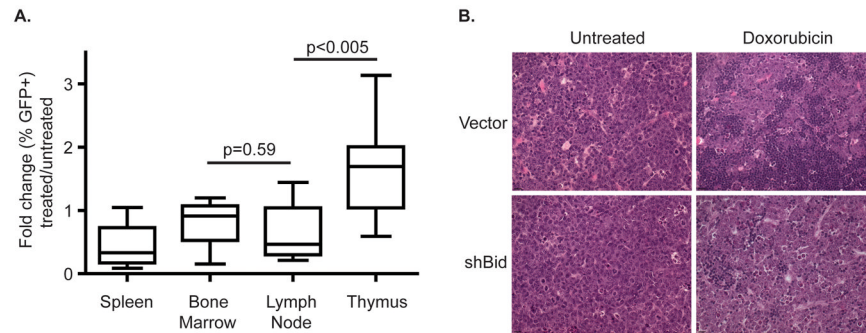 A.
Fold change (% GFP+)
treated/untreated
3
2
1
0
p<0.005
p=0.59
Spleen
Bone
Marrow
Lymph
Node
Thymus
B.
Untreated
Doxorubicin
Vector
shBid